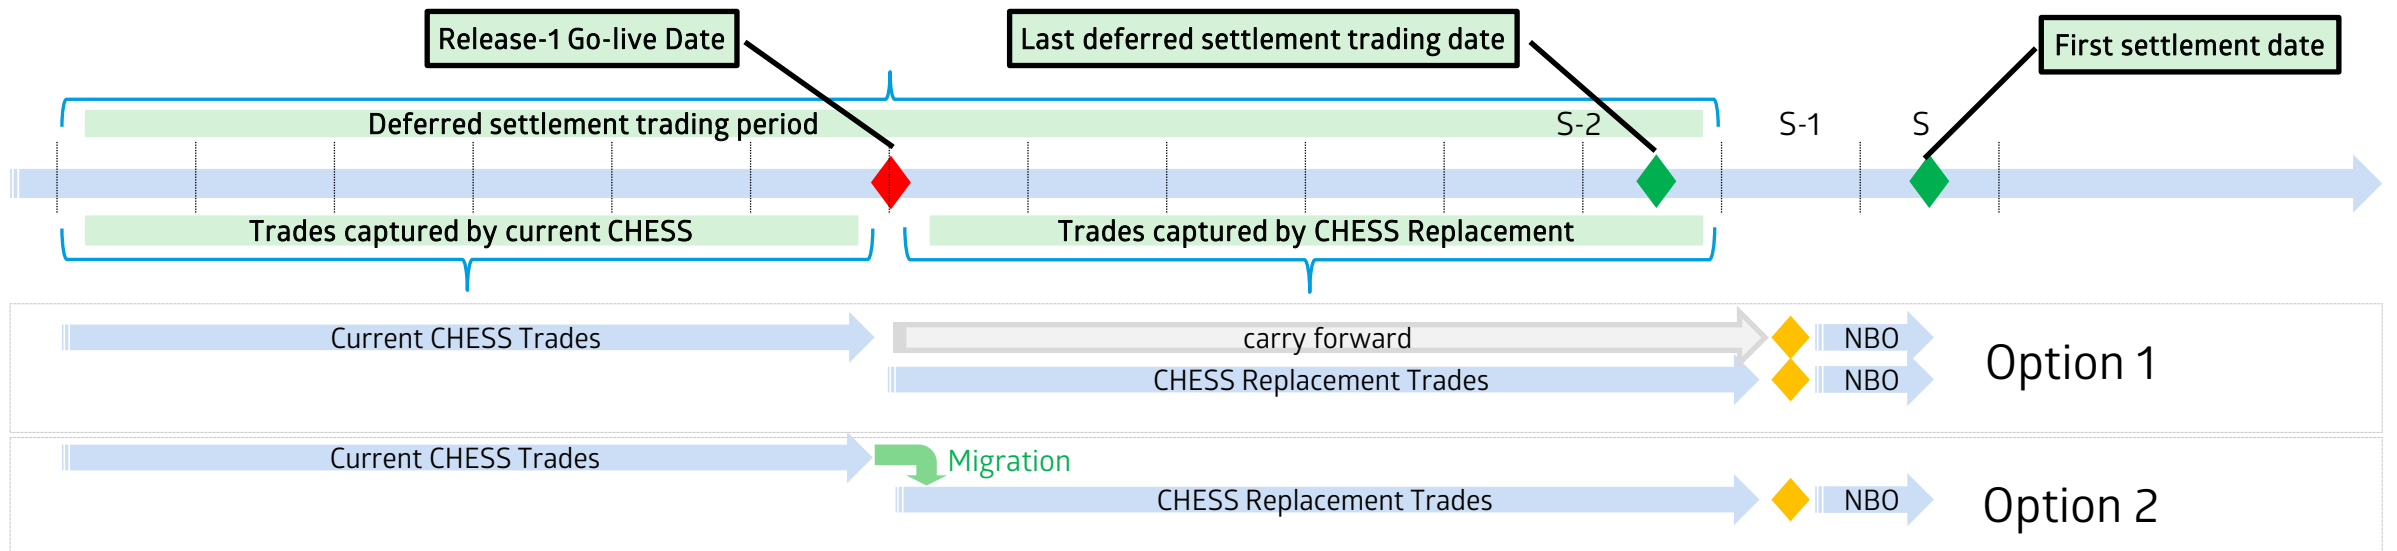 Release-1 Go-live Date
Last deferred settlement trading date
First settlement date
Deferred settlement trading period
S-2
S-1
S
Trades captured by current CHESS
Trades captured by CHESS Replacement
Current CHESS Trades
carry forward
NBO
CHESS Replacement Trades
NBO
Option 1
Current CHESS Trades
Migration
CHESS Replacement Trades
NBO
Option 2